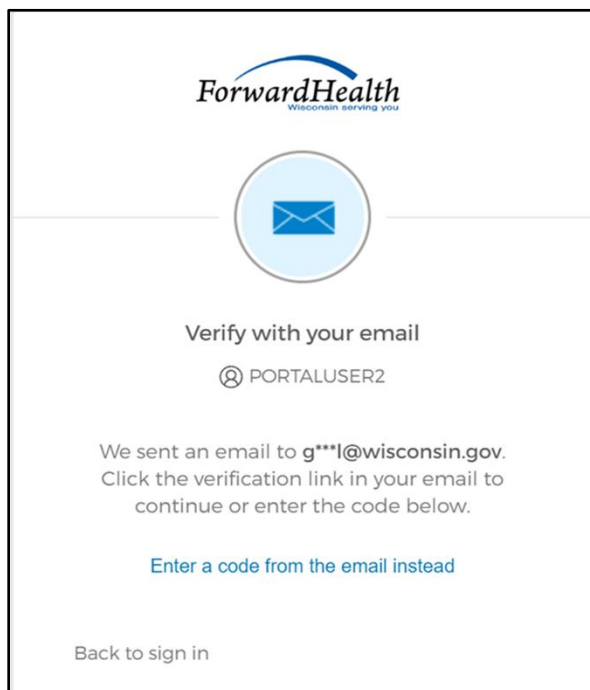 ForwardHealth
Wisconsin serving you
Verify with your email
PORTALUSER2
We sent an email to g***l@wisconsin.gov.
Click the verification link in your email to
continue or enter the code below.
Enter a code from the email instead
Back to sign in